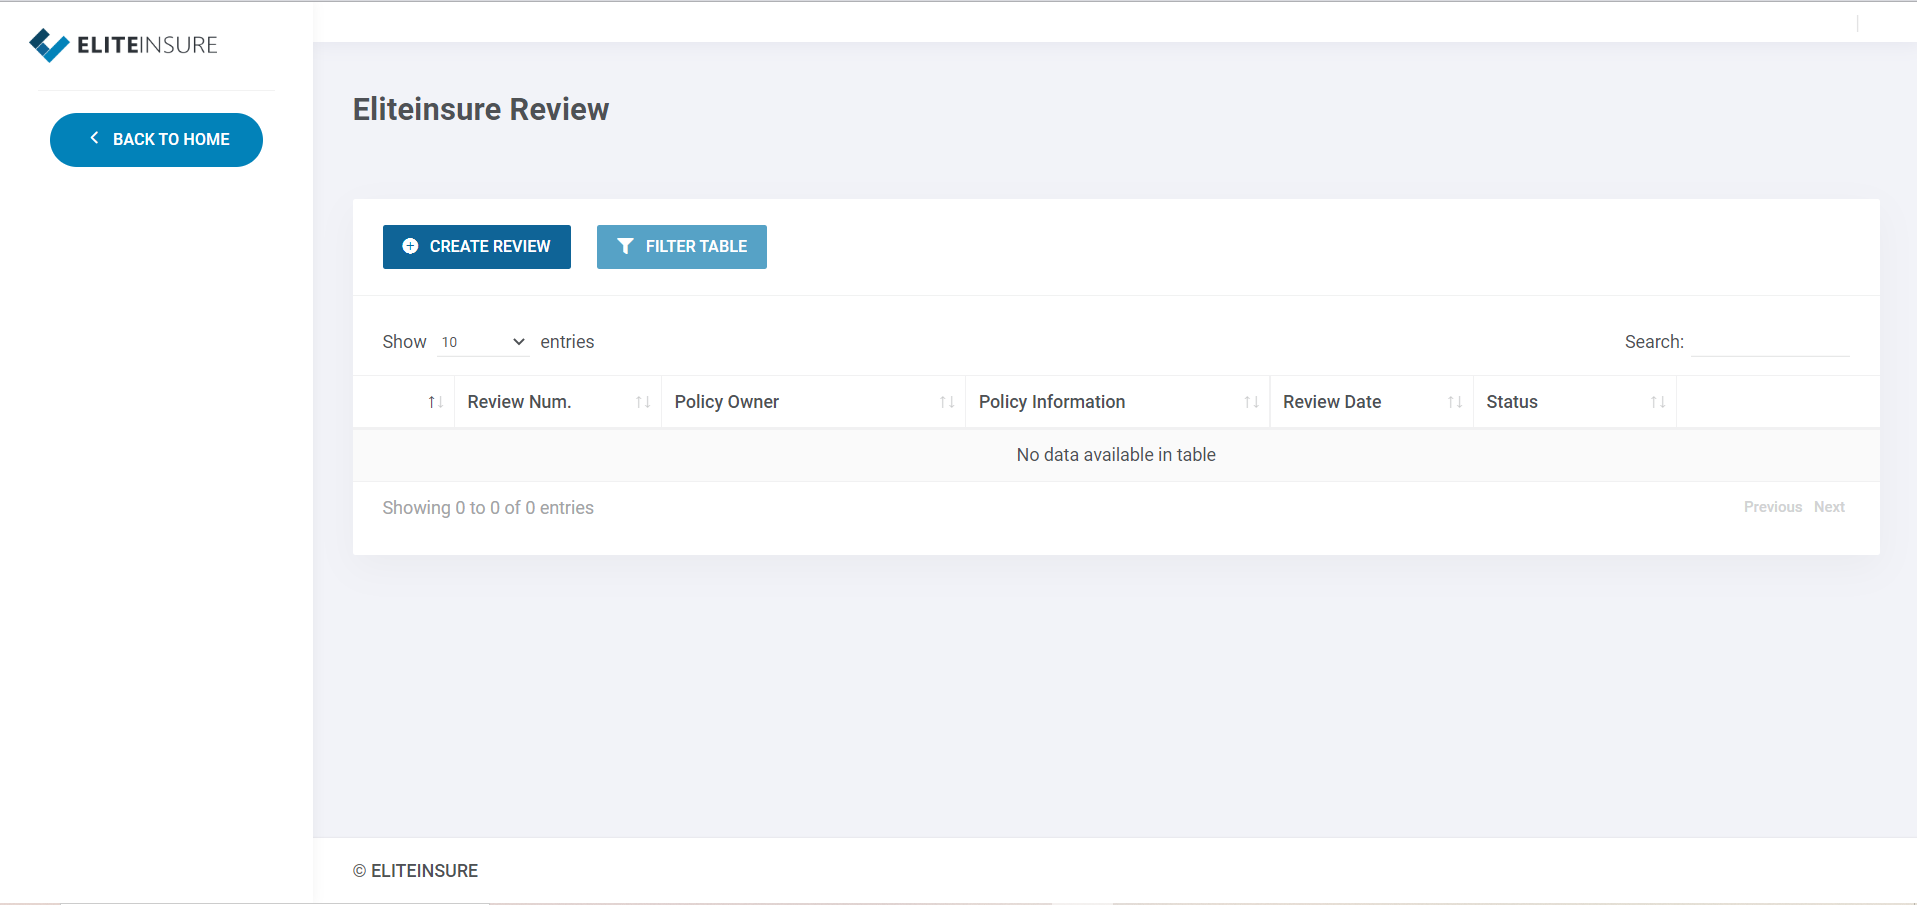 ELITEINSURE
BACK TO HOME
Eliteinsure Review
CREATE REVIEW
FILTER TABLE
Show 10 entries
Search:
Review Num. Policy Owner Policy Information Review Date Status
No data available in table
Showing 0 to 0 of 0 entries
Previous Next
© ELITEINSURE